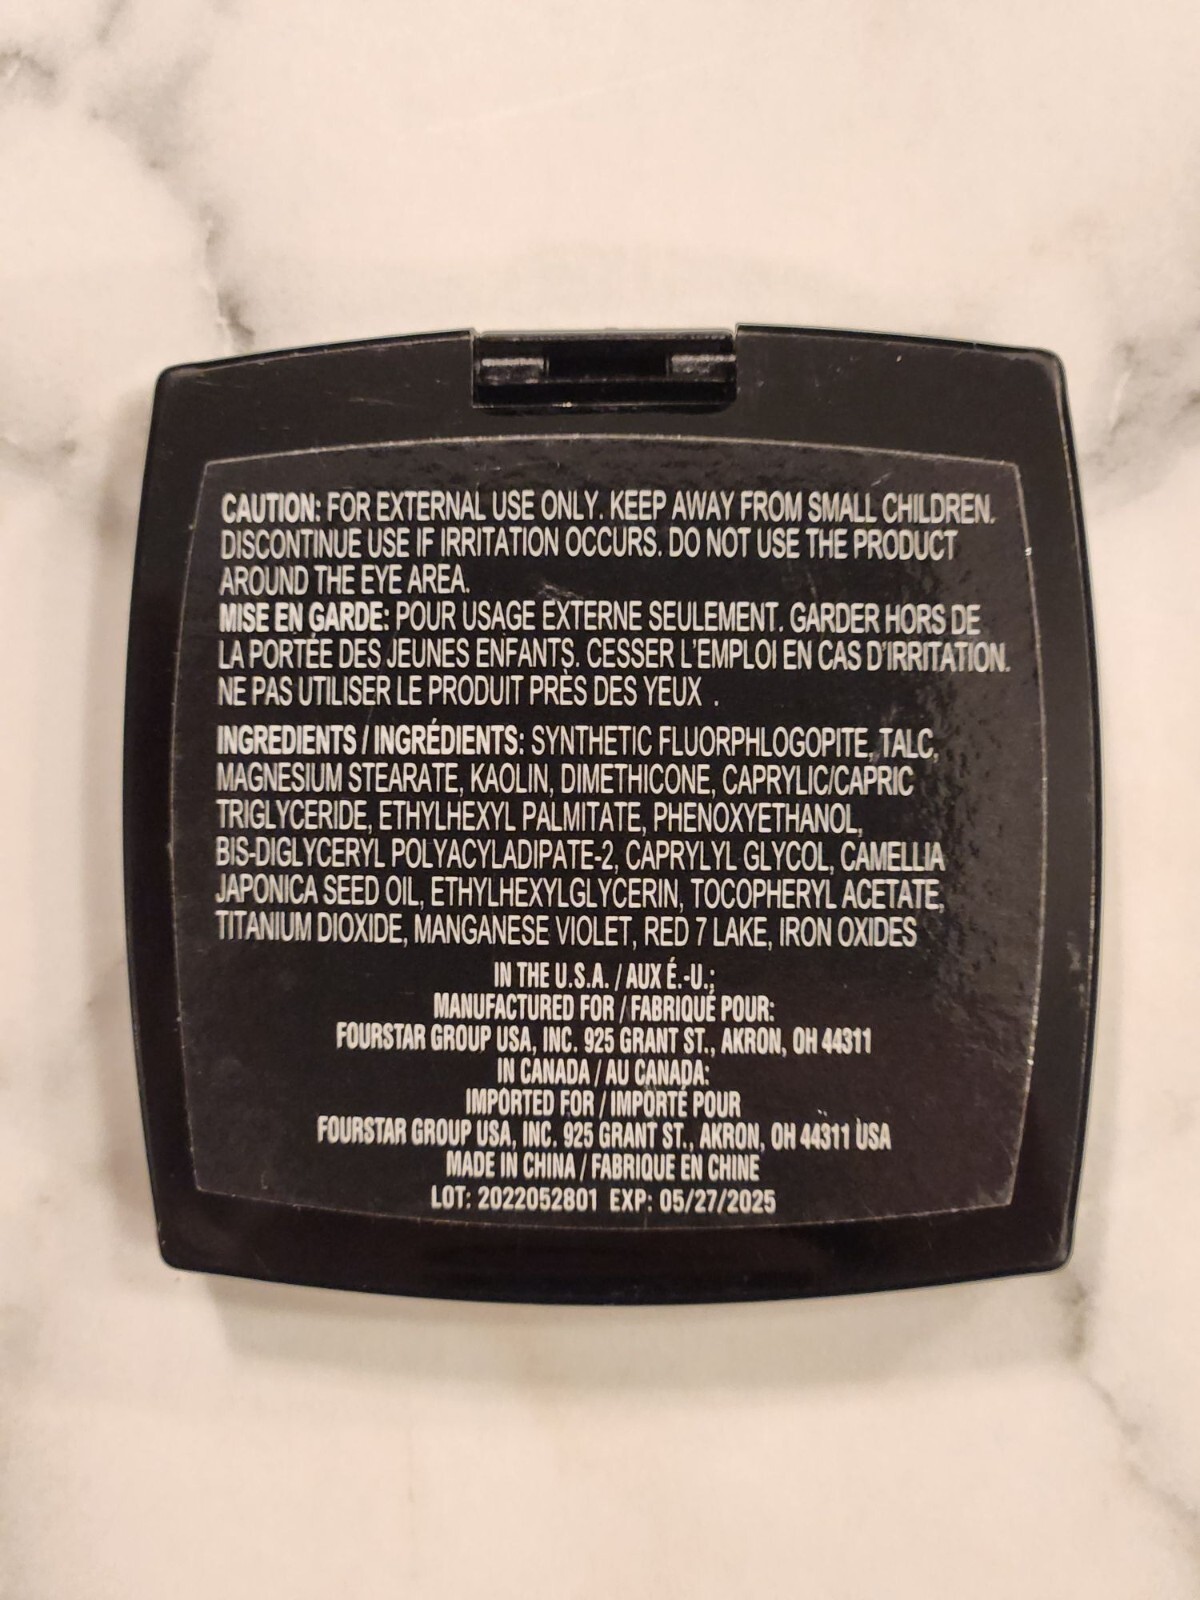 CAUTION: FOR EXTERNAL USE ONLY. KEEP AWAY FROM SMALL CHILDREN.
DISCONTINUE USE IF IRRITATION OCCURS. DO NOT USE THE PRODUCT
AROUND THE EYE AREA.
MISE EN GARDE: POUR USAGE EXTERNE SEULEMENT. GARDER HORS DE
LA PORTÉE DES JEUNES ENFANTS. CESSER L'EMPLOI EN CAS D'IRRITATION.
NE PAS UTILISER LE PRODUIT PRÈS DES YEUX .
INGREDIENTS / INGRÉDIENTS: SYNTHETIC FLUORPHLOGOPITE, TALC,
MAGNESIUM STEARATE, KAOLIN, DIMETHICONE, CAPRYLIC/CAPRIC
TRIGLYCERIDE, ETHYLHEXYL PALMITATE, PHENOXYETHANOL,
BIS-DIGLYCERYL POLYACYLADIPATE-2, CAPRYLYL GLYCOL, CAMELLIA
JAPONICA SEED OIL, ETHYLHEXYLGLYCERIN, TOCOPHERYL ACETATE,
TITANIUM DIOXIDE, MANGANESE VIOLET, RED 7 LAKE, IRON OXIDES
IN THE U.S.A. / AUX É.-U.;
MANUFACTURED FOR / FABRIQUÉ POUR:
FOURSTAR GROUP USA, INC. 925 GRANT ST., AKRON, OH 44311
IN CANADA / AU CANADA:
IMPORTED FOR / IMPORTÉ POUR
FOURSTAR GROUP USA, INC. 925 GRANT ST., AKRON, OH 44311 USA
MADE IN CHINA / FABRIQUE EN CHINE
LOT: 2022052801 EXP: 05/27/2025